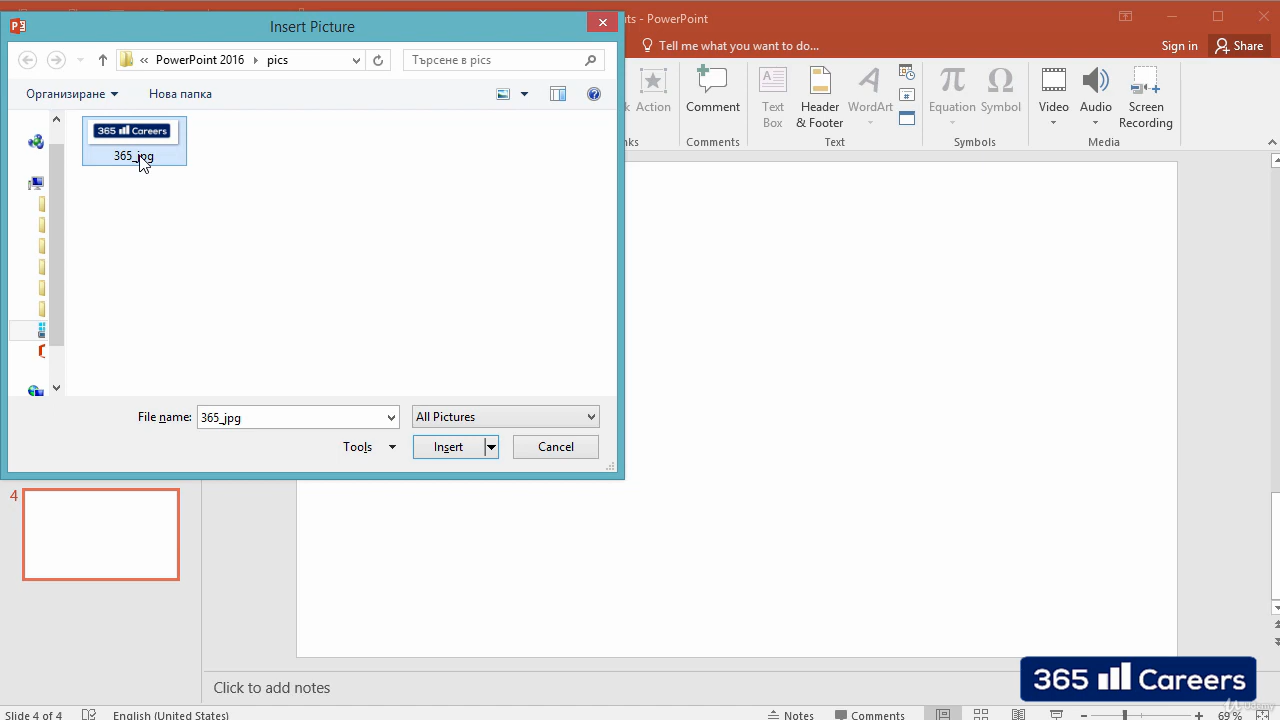 Insert Picture
nts - PowerPoint
PowerPoint 2016
pics
Търсене в pics
Tell me what you want to do...
Sign in
Share
Организиране
Нова папка
Action
Comment
Text
Box
Header
& Footer
WordArt
Equation
Symbol
Video
Audio
Screen
Recording
Comments
Text
Symbols
Media
365 Careers
365_jpg
File name:
365_jpg
All Pictures
Tools
Insert
Cancel
4
Click to add notes
365 Careers
Slide 4 of 4
English (United States)
Notes
Comments
69%